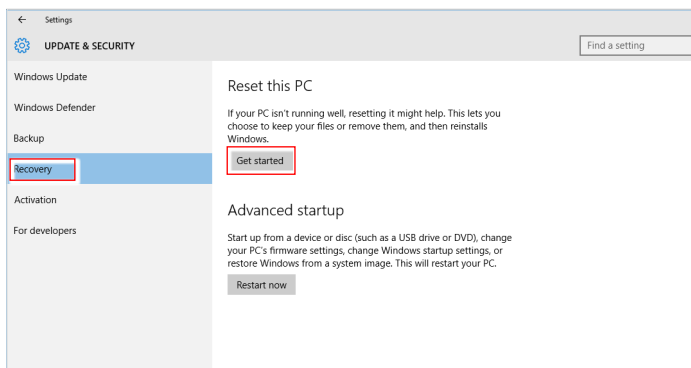 Settings
UPDATE & SECURITY
Find a setting
Windows Update
Windows Defender
Backup
Recovery
Activation
For developers
Reset this PC
If your PC isn't running well, resetting it might help. This lets you
choose to keep your files or remove them, and then reinstalls
Windows.
Get started
Advanced startup
Start up from a device or disc (such as a USB drive or DVD), change
your PC's firmware settings, change Windows startup settings, or
restore Windows from a system image. This will restart your PC.
Restart now